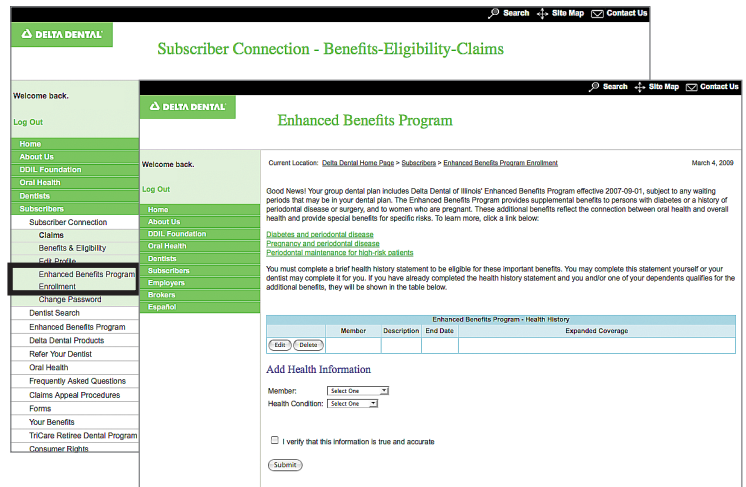 Search Site Map Contact Us
DELTA DENTAL
Subscriber Connection - Benefits-Eligibility-Claims
Welcome back.
Log Out
Home
About Us
DDIL Foundation
Oral Health
Dentists
Subscribers
Subscriber Connection
Claims
Benefits & Eligibility
Edit Profile
Enhanced Benefits Program
Enrollment
Change Password
Dentist Search
Enhanced Benefits Program
Delta Dental Products
Refer Your Dentist
Oral Health
Frequently Asked Questions
Claims Appeal Procedures
Forms
Your Benefits
TriCare Retiree Dental Program
Consumer Rights
Search Site Map Contact Us
DELTA DENTAL
Enhanced Benefits Program
Welcome back.
Log Out
Home
About Us
DDIL Foundation
Oral Health
Dentists
Subscribers
Employers
Brokers
Español
Current Location: Delta Dental Home Page > Subscribers > Enhanced Benefits Program Enrollment March 4, 2009
Good News! Your group dental plan includes Delta Dental of Illinois' Enhanced Benefits Program effective 2007-09-01, subject to any waiting
periods that may be in your dental plan. The Enhanced Benefits Program provides supplemental benefits to persons with diabetes or a history of
periodontal disease or surgery, and to women who are pregnant. These additional benefits reflect the connection between oral health and overall
health and provide special benefits for specific risks. To learn more, click a link below:
Diabetes and periodontal disease
Pregnancy and periodontal disease
Periodontal maintenance for high-risk patients
You must complete a brief health history statement to be eligible for these important benefits. You may complete this statement yourself or your
dentist may complete it for you. If you have already completed the health history statement and you and/or one of your dependents qualifies for the
additional benefits, they will be shown in the table below.
Enhanced Benefits Program - Health History
Member Description End Date Expanded Coverage
Edit Delete
Add Health Information
Member: Select One
Health Condition: Select One
I verify that this information is true and accurate
Submit